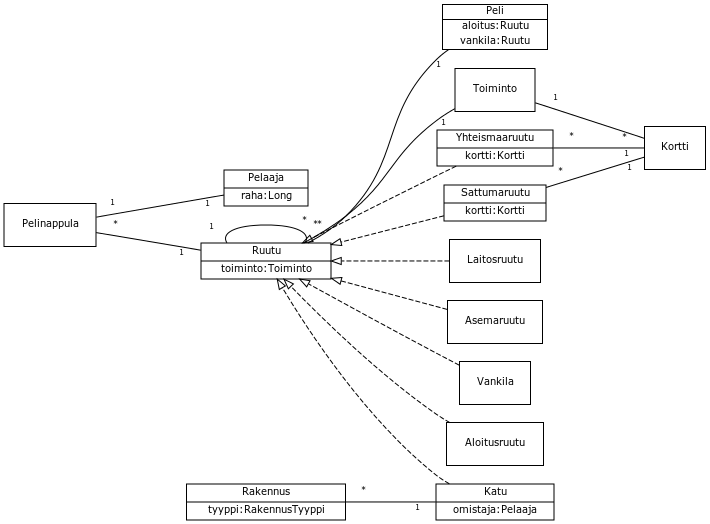 Peli
aloitus:Ruutu
vankila:Ruutu
1
Toiminto
1
1
Yhteismaaruutu
kortti:Kortti
*
*
Kortti
1
1
Sattumaruutu
kortti:Kortti
*
Pelaaja
raha:Long
1
1
Pelinappula
*
1
1
*
**
Ruutu
toiminto:Toiminto
Laitosruutu
Asemaruutu
Vankila
Aloitusruutu
Rakennus
tyyppi:RakennusTyyppi
*
1
Katu
omistaja:Pelaaja